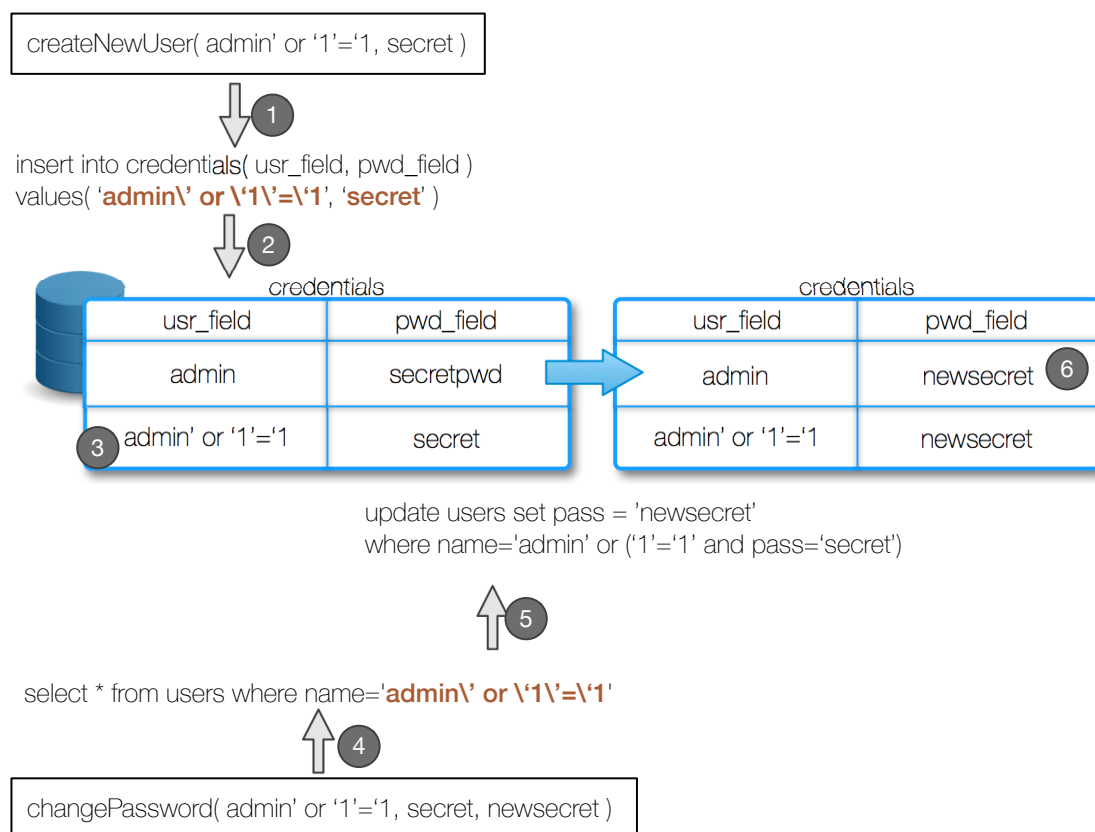 createNewUser( admin’ or ‘1’=‘1, secret )
1
insert into credentials( usr_field, pwd_field )
values( ‘admin\’ or \‘1\’=\‘1’, ‘secret’ )
2
credentials
usr_field pwd_field
admin secretpwd
3 admin’ or ‘1’=‘1 secret
credentials
usr_field pwd_field
admin newsecret 6
admin’ or ‘1’=‘1 newsecret
update users set pass = ’newsecret’
where name='admin’ or (‘1’=‘1’ and pass=‘secret’)
5
select * from users where name='admin\’ or \‘1\’=\‘1'
4
changePassword( admin’ or ‘1’=‘1, secret, newsecret )